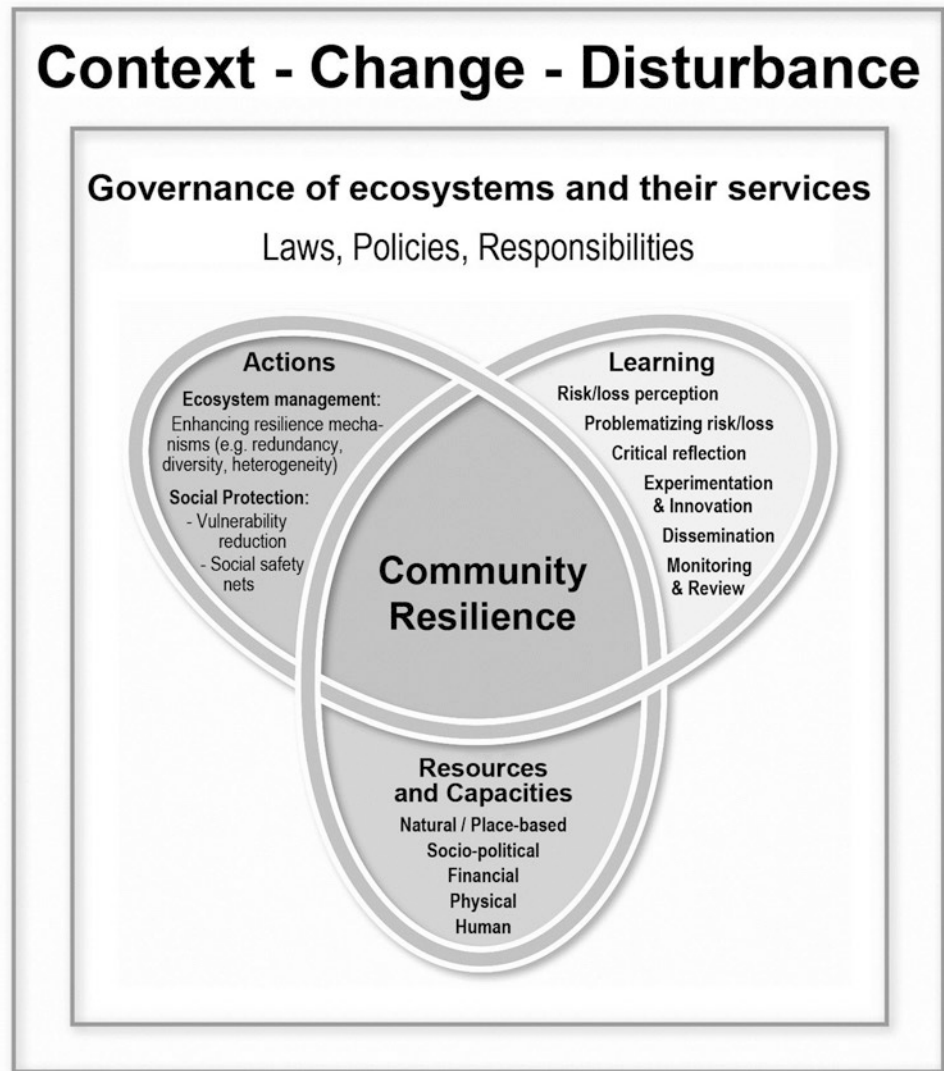 Context - Change - Disturbance
Governance of ecosystems and their services
Laws, Policies, Responsibilities
Actions
Ecosystem management:
Enhancing resilience mecha-
nisms (e.g. redundancy,
diversity, heterogeneity)
Social Protection:
- Vulnerability
reduction
- Social safety
nets
Learning
Risk/loss perception
Problematizing risk/loss
Critical reflection
Experimentation
& Innovation
Dissemination
Monitoring
& Review
Community
Resilience
Resources
and Capacities
Natural / Place-based
Socio-political
Financial
Physical
Human